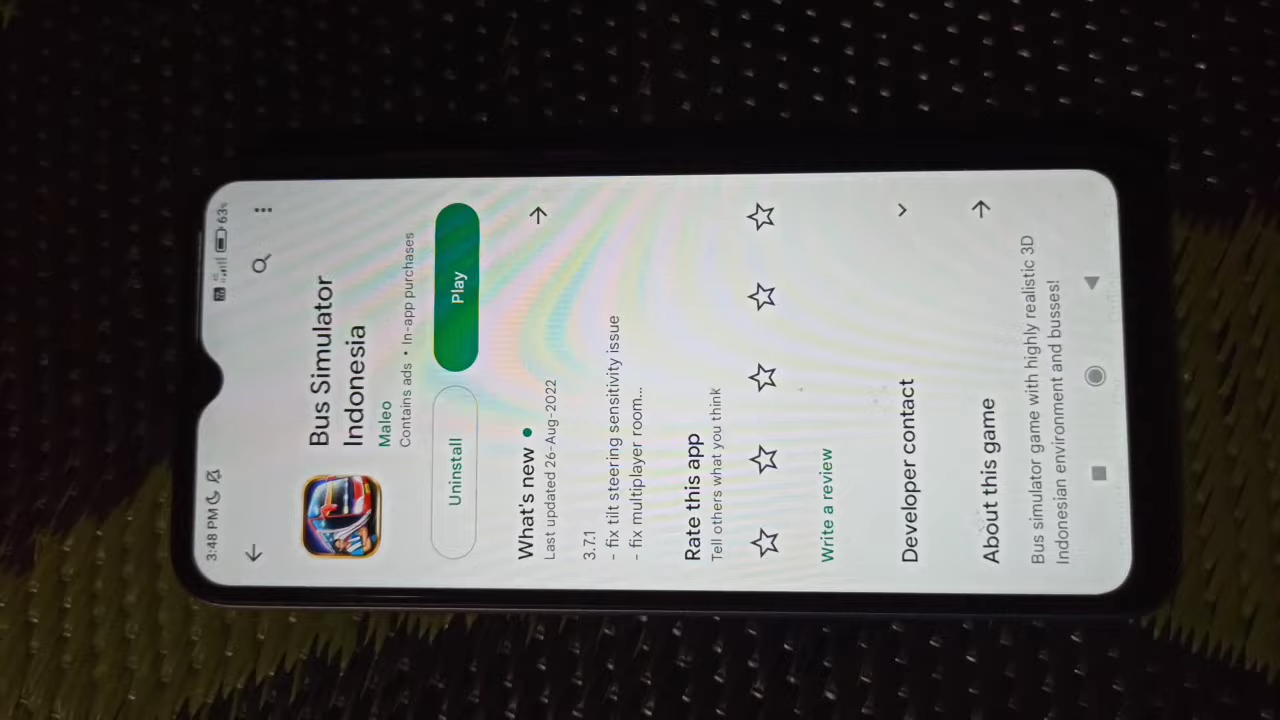 3:48 PM
63%
Bus Simulator
Indonesia
Maleo
Contains ads • In-app purchases
Uninstall
Play
What's new •
Last updated 26-Aug-2022
3.7.1
- fix tilt steering sensitivity issue
- fix multiplayer room...
Rate this app
Tell others what you think
Write a review
Developer contact
About this game
Bus simulator game with highly realistic 3D
Indonesian environment and busses!